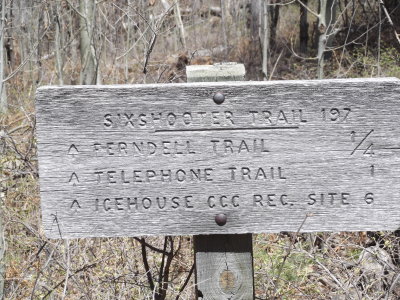 SIXSHOOTER TRAIL 197
↑ FERNDELL TRAIL 1/4
↑ TELEPHONE TRAIL 1
↑ ICEHOUSE CCC REC. SITE 6